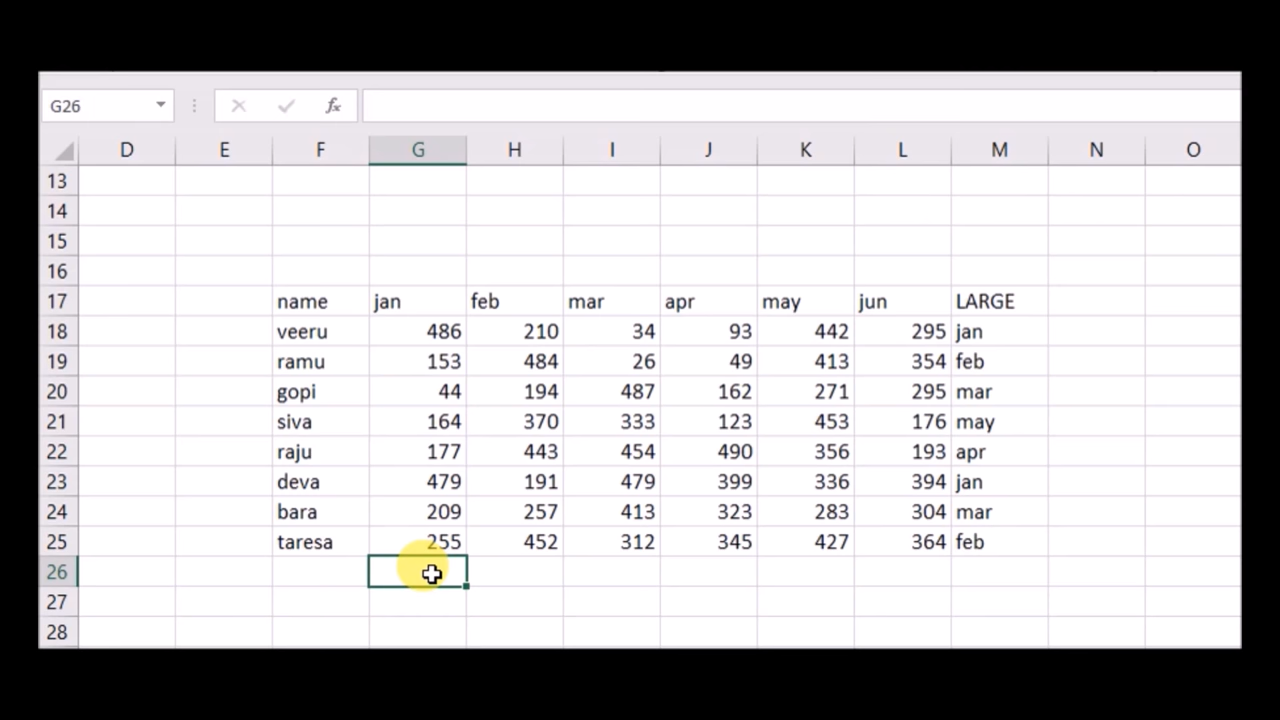 G26 fx
D E F G H I J K L M N O
13
14
15
16
17 name jan feb mar apr may jun LARGE
18 veeru 486 210 34 93 442 295 jan
19 ramu 153 484 26 49 413 354 feb
20 gopi 44 194 487 162 271 295 mar
21 siva 164 370 333 123 453 176 may
22 raju 177 443 454 490 356 193 apr
23 deva 479 191 479 399 336 394 jan
24 bara 209 257 413 323 283 304 mar
25 taresa 255 452 312 345 427 364 feb
26
27
28